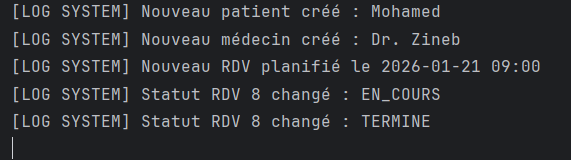 [LOG SYSTEM] Nouveau patient créé : Mohamed
[LOG SYSTEM] Nouveau médecin créé : Dr. Zineb
[LOG SYSTEM] Nouveau RDV planifié le 2026-01-21 09:00
[LOG SYSTEM] Statut RDV 8 changé : EN_COURS
[LOG SYSTEM] Statut RDV 8 changé : TERMINE